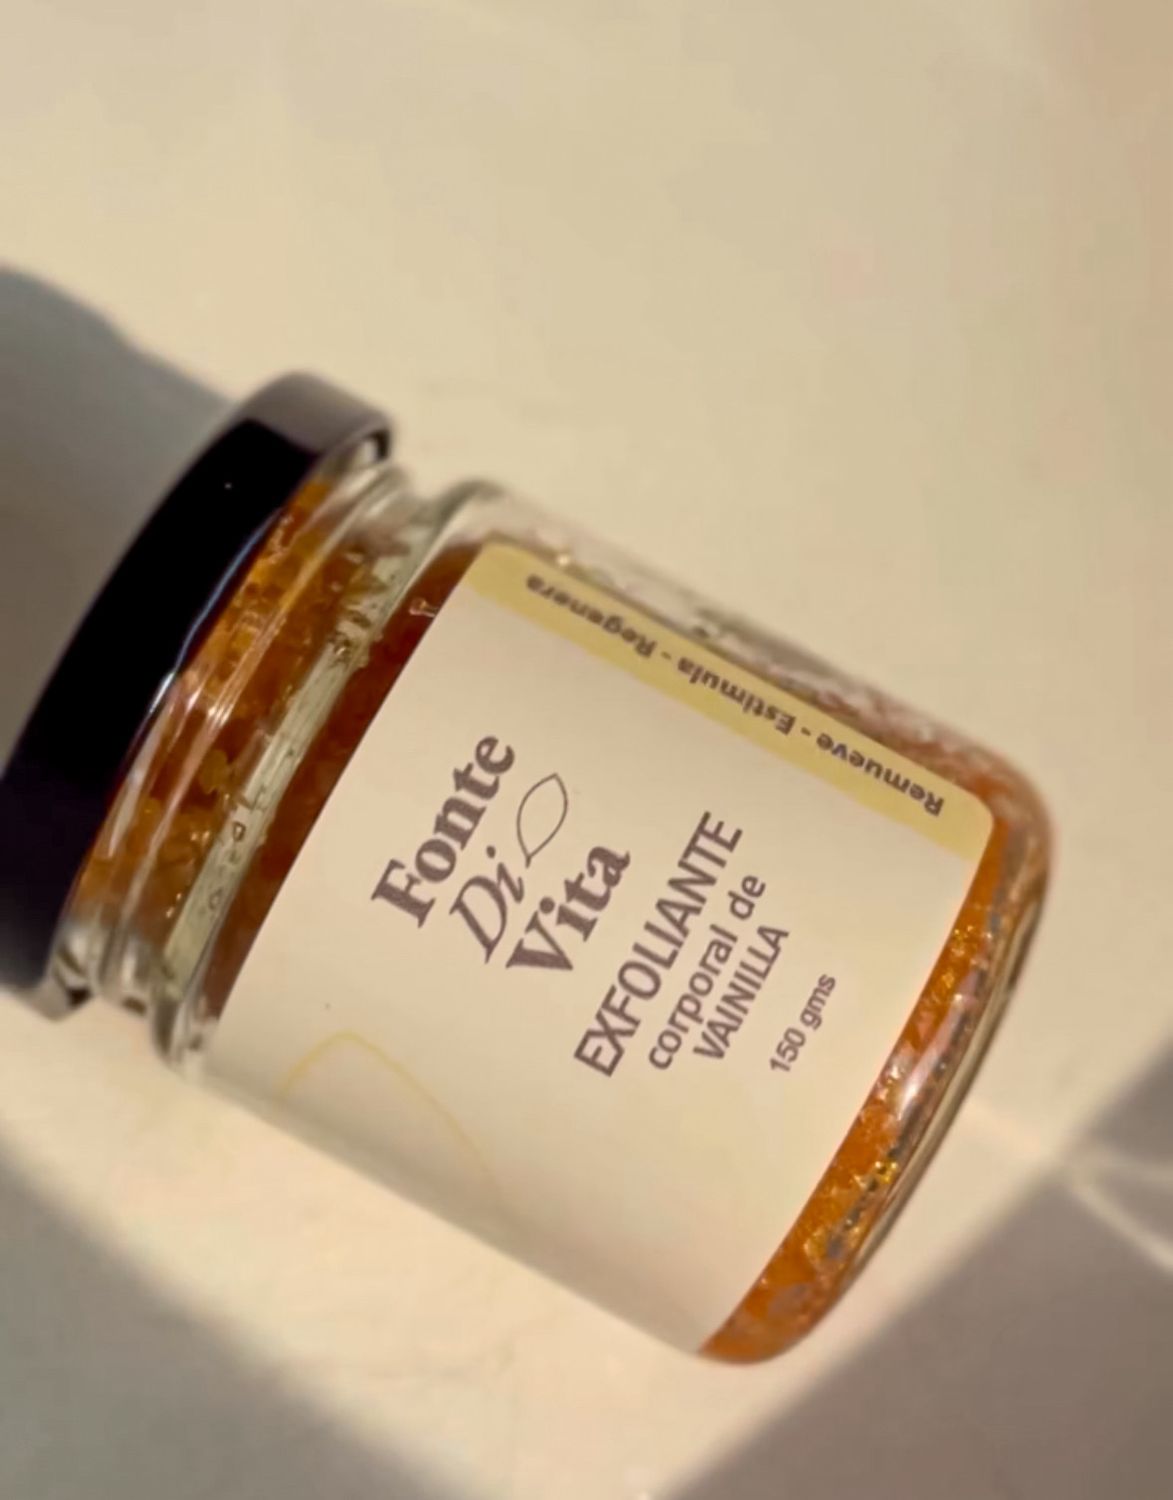 Fonte
Di
Vita
EXFOLIANTE
corporal de
VAINILLA
150 gms
Remueve - Estimula - Regenera